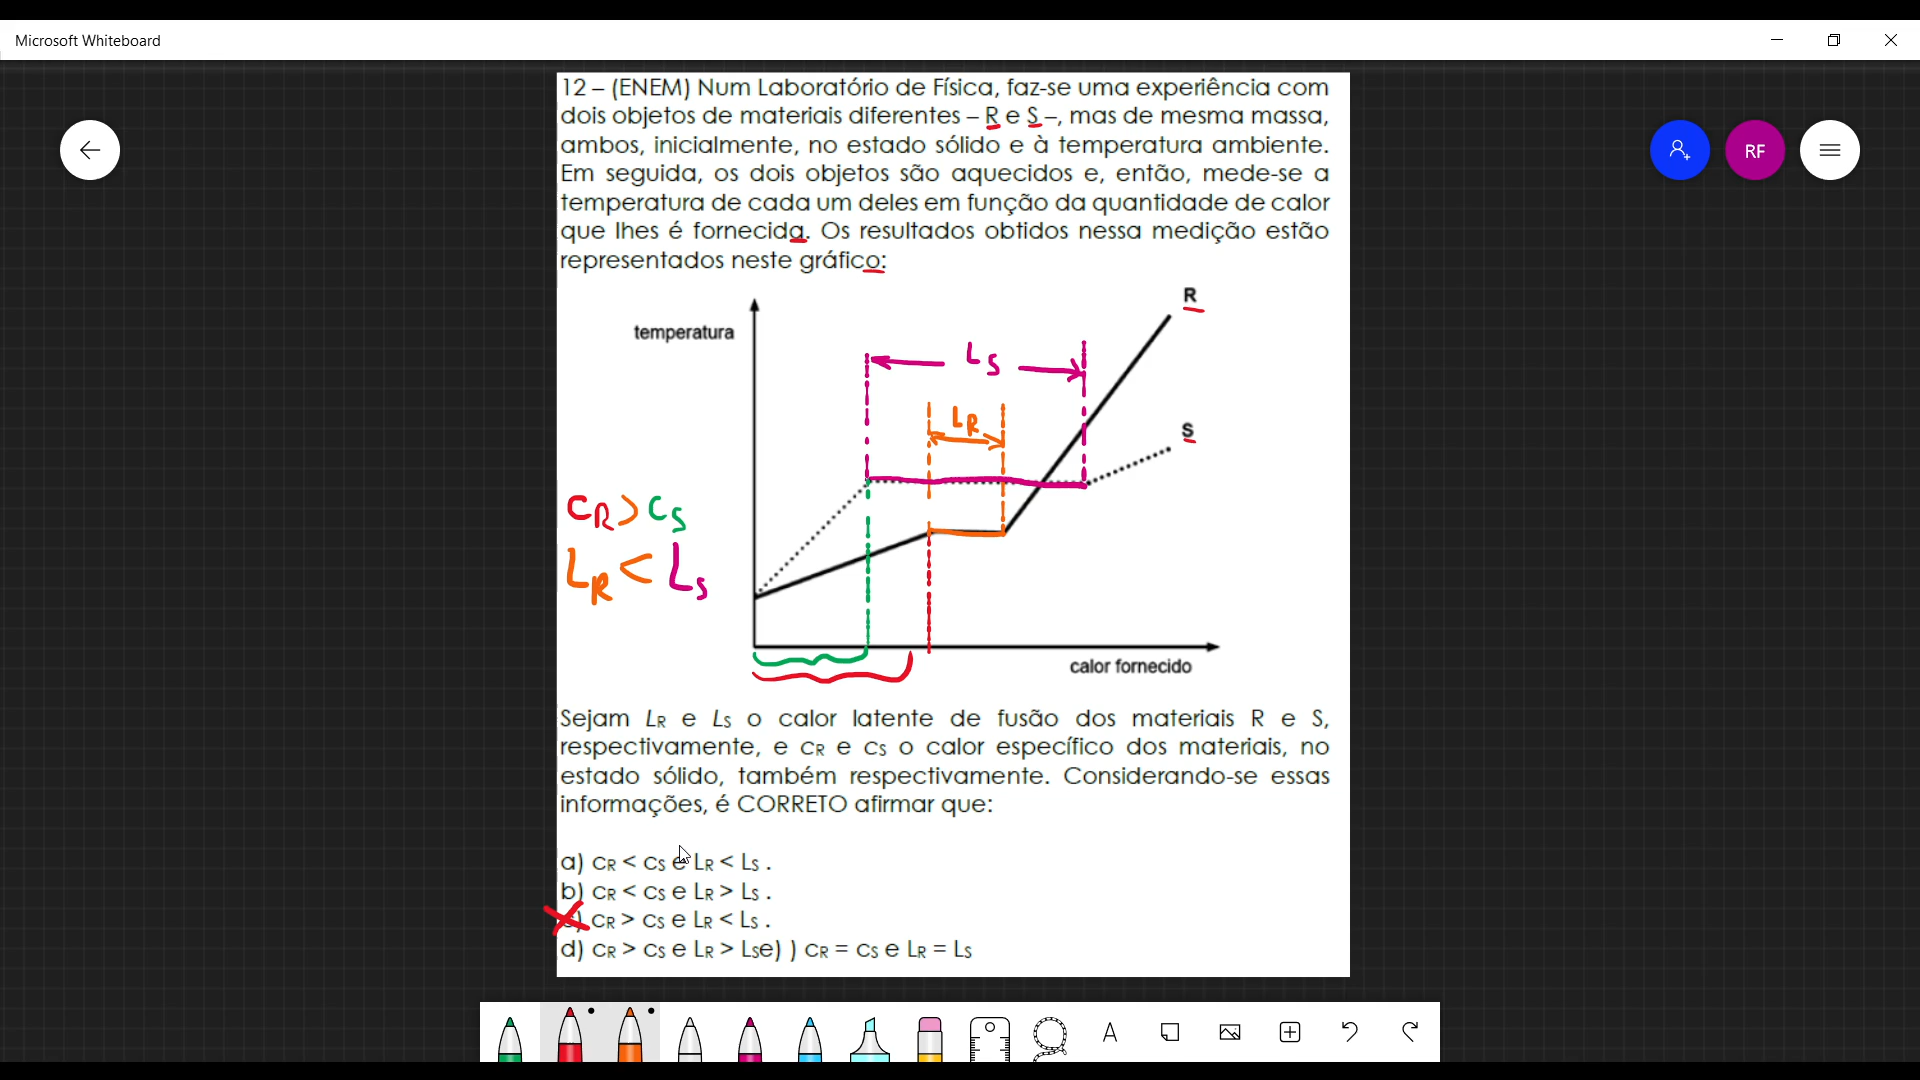 Microsoft Whiteboard
12 – (ENEM) Num Laboratório de Física, faz-se uma experiência com
dois objetos de materiais diferentes – R e S –, mas de mesma massa,
ambos, inicialmente, no estado sólido e à temperatura ambiente.
Em seguida, os dois objetos são aquecidos e, então, mede-se a
temperatura de cada um deles em função da quantidade de calor
que lhes é fornecida. Os resultados obtidos nessa medição estão
representados neste gráfico:
RF
R
temperatura
LS
LR
S
CR > CS
LR < LS
calor fornecido
Sejam LR e LS o calor latente de fusão dos materiais R e S,
respectivamente, e CR e CS o calor específico dos materiais, no
estado sólido, também respectivamente. Considerando-se essas
informações, é CORRETO afirmar que:
a) CR < CS e LR < LS .
b) CR < CS e LR > LS .
c) CR > CS e LR < LS .
d) CR > CS e LR > LSe) ) CR = CS e LR = LS
A